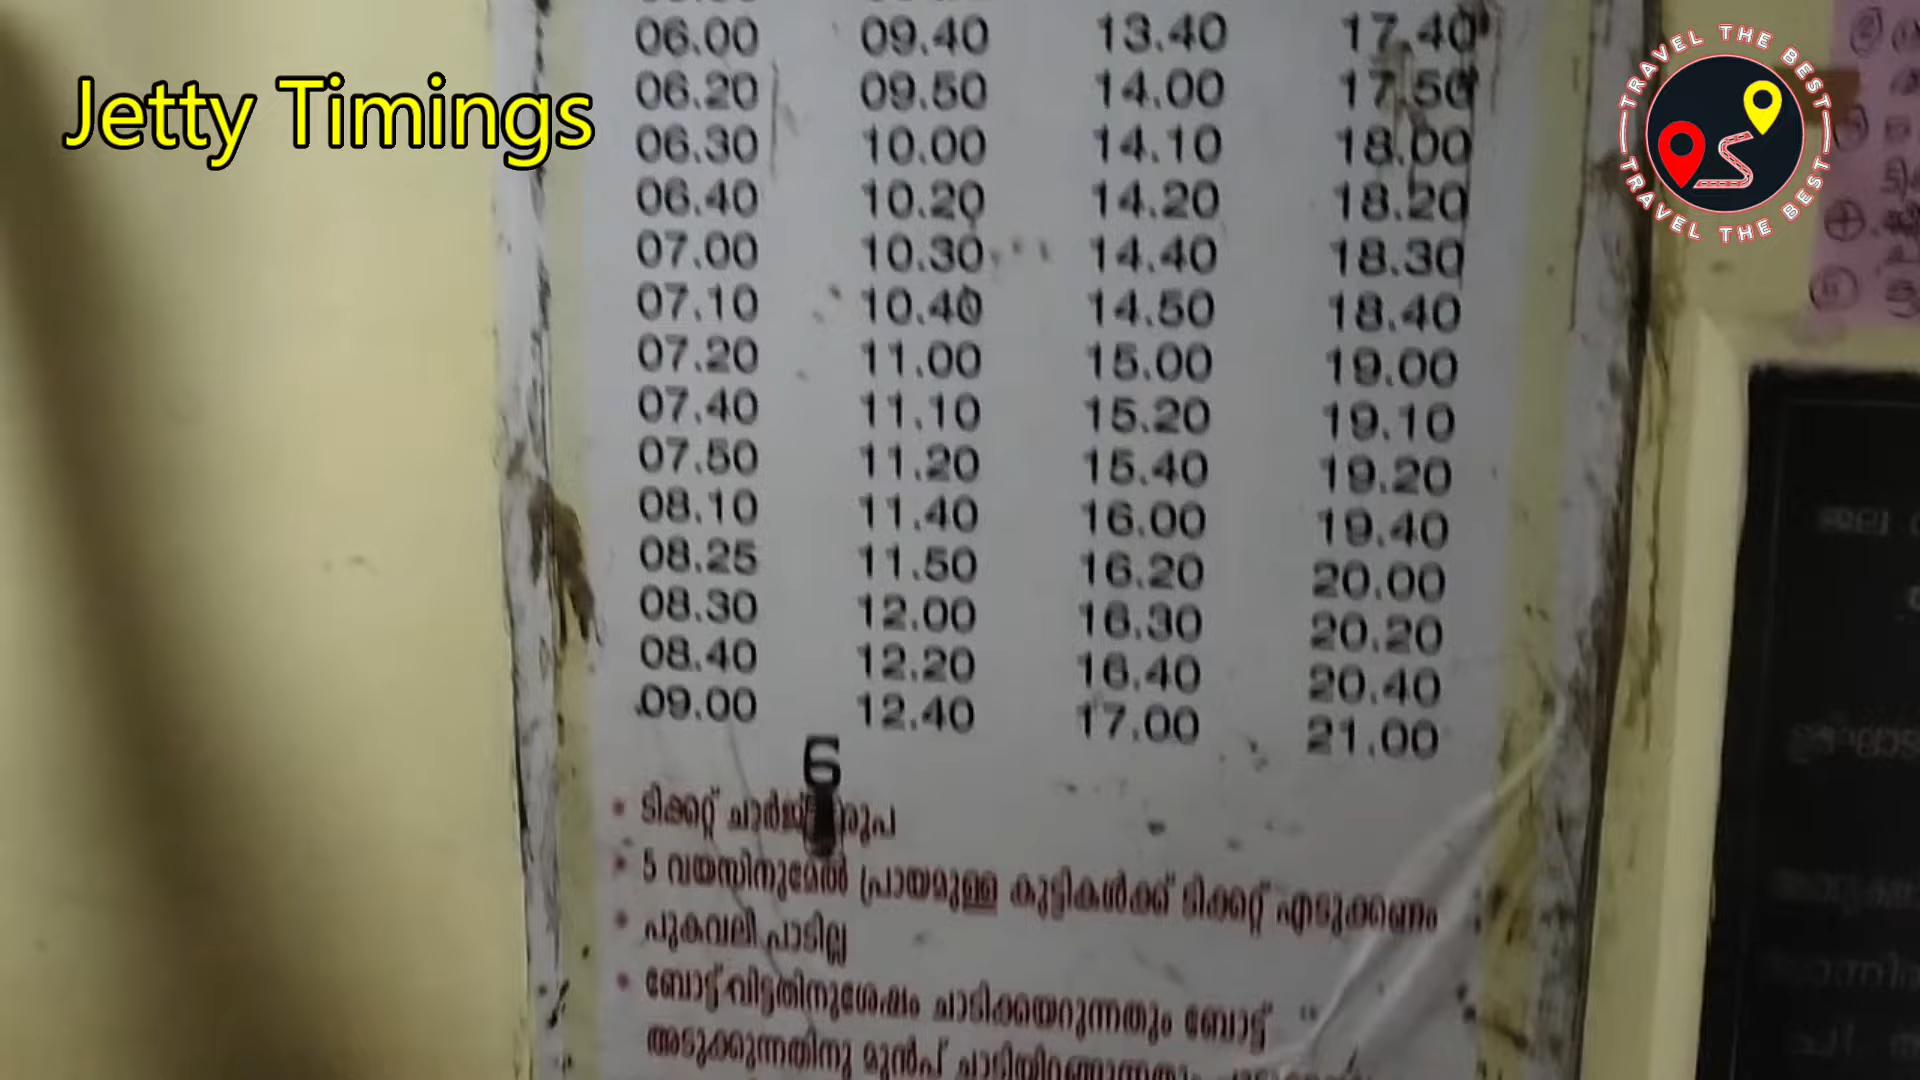 Jetty Timings
TRAVEL THE BEST
TRAVEL THE BEST
06.00 09.40 13.40 17.40
06.20 09.50 14.00 17.50
06.30 10.00 14.10 18.00
06.40 10.20 14.20 18.20
07.00 10.30 14.40 18.30
07.10 10.40 14.50 18.40
07.20 11.00 15.00 19.00
07.40 11.10 15.20 19.10
07.50 11.20 15.40 19.20
08.10 11.40 16.00 19.40
08.25 11.50 16.20 20.00
08.30 12.00 16.30 20.20
08.40 12.20 16.40 20.40
09.00 12.40 17.00 21.00
6
• ടിക്കറ്റ് ചാർജ്ജ് രൂപ
• 5 വയസിനുമേൽ പ്രായമുള്ള കുട്ടികൾക്ക് ടിക്കറ്റ് എടുക്കണം
• പുകവലി പാടില്ല
• ബോട്ട് വിട്ടതിനുശേഷം ചാടിക്കയറുന്നതും ബോട്ട്
അടുക്കുന്നതിനു മുൻപ് ചാടിയിറങ്ങുന്നതും